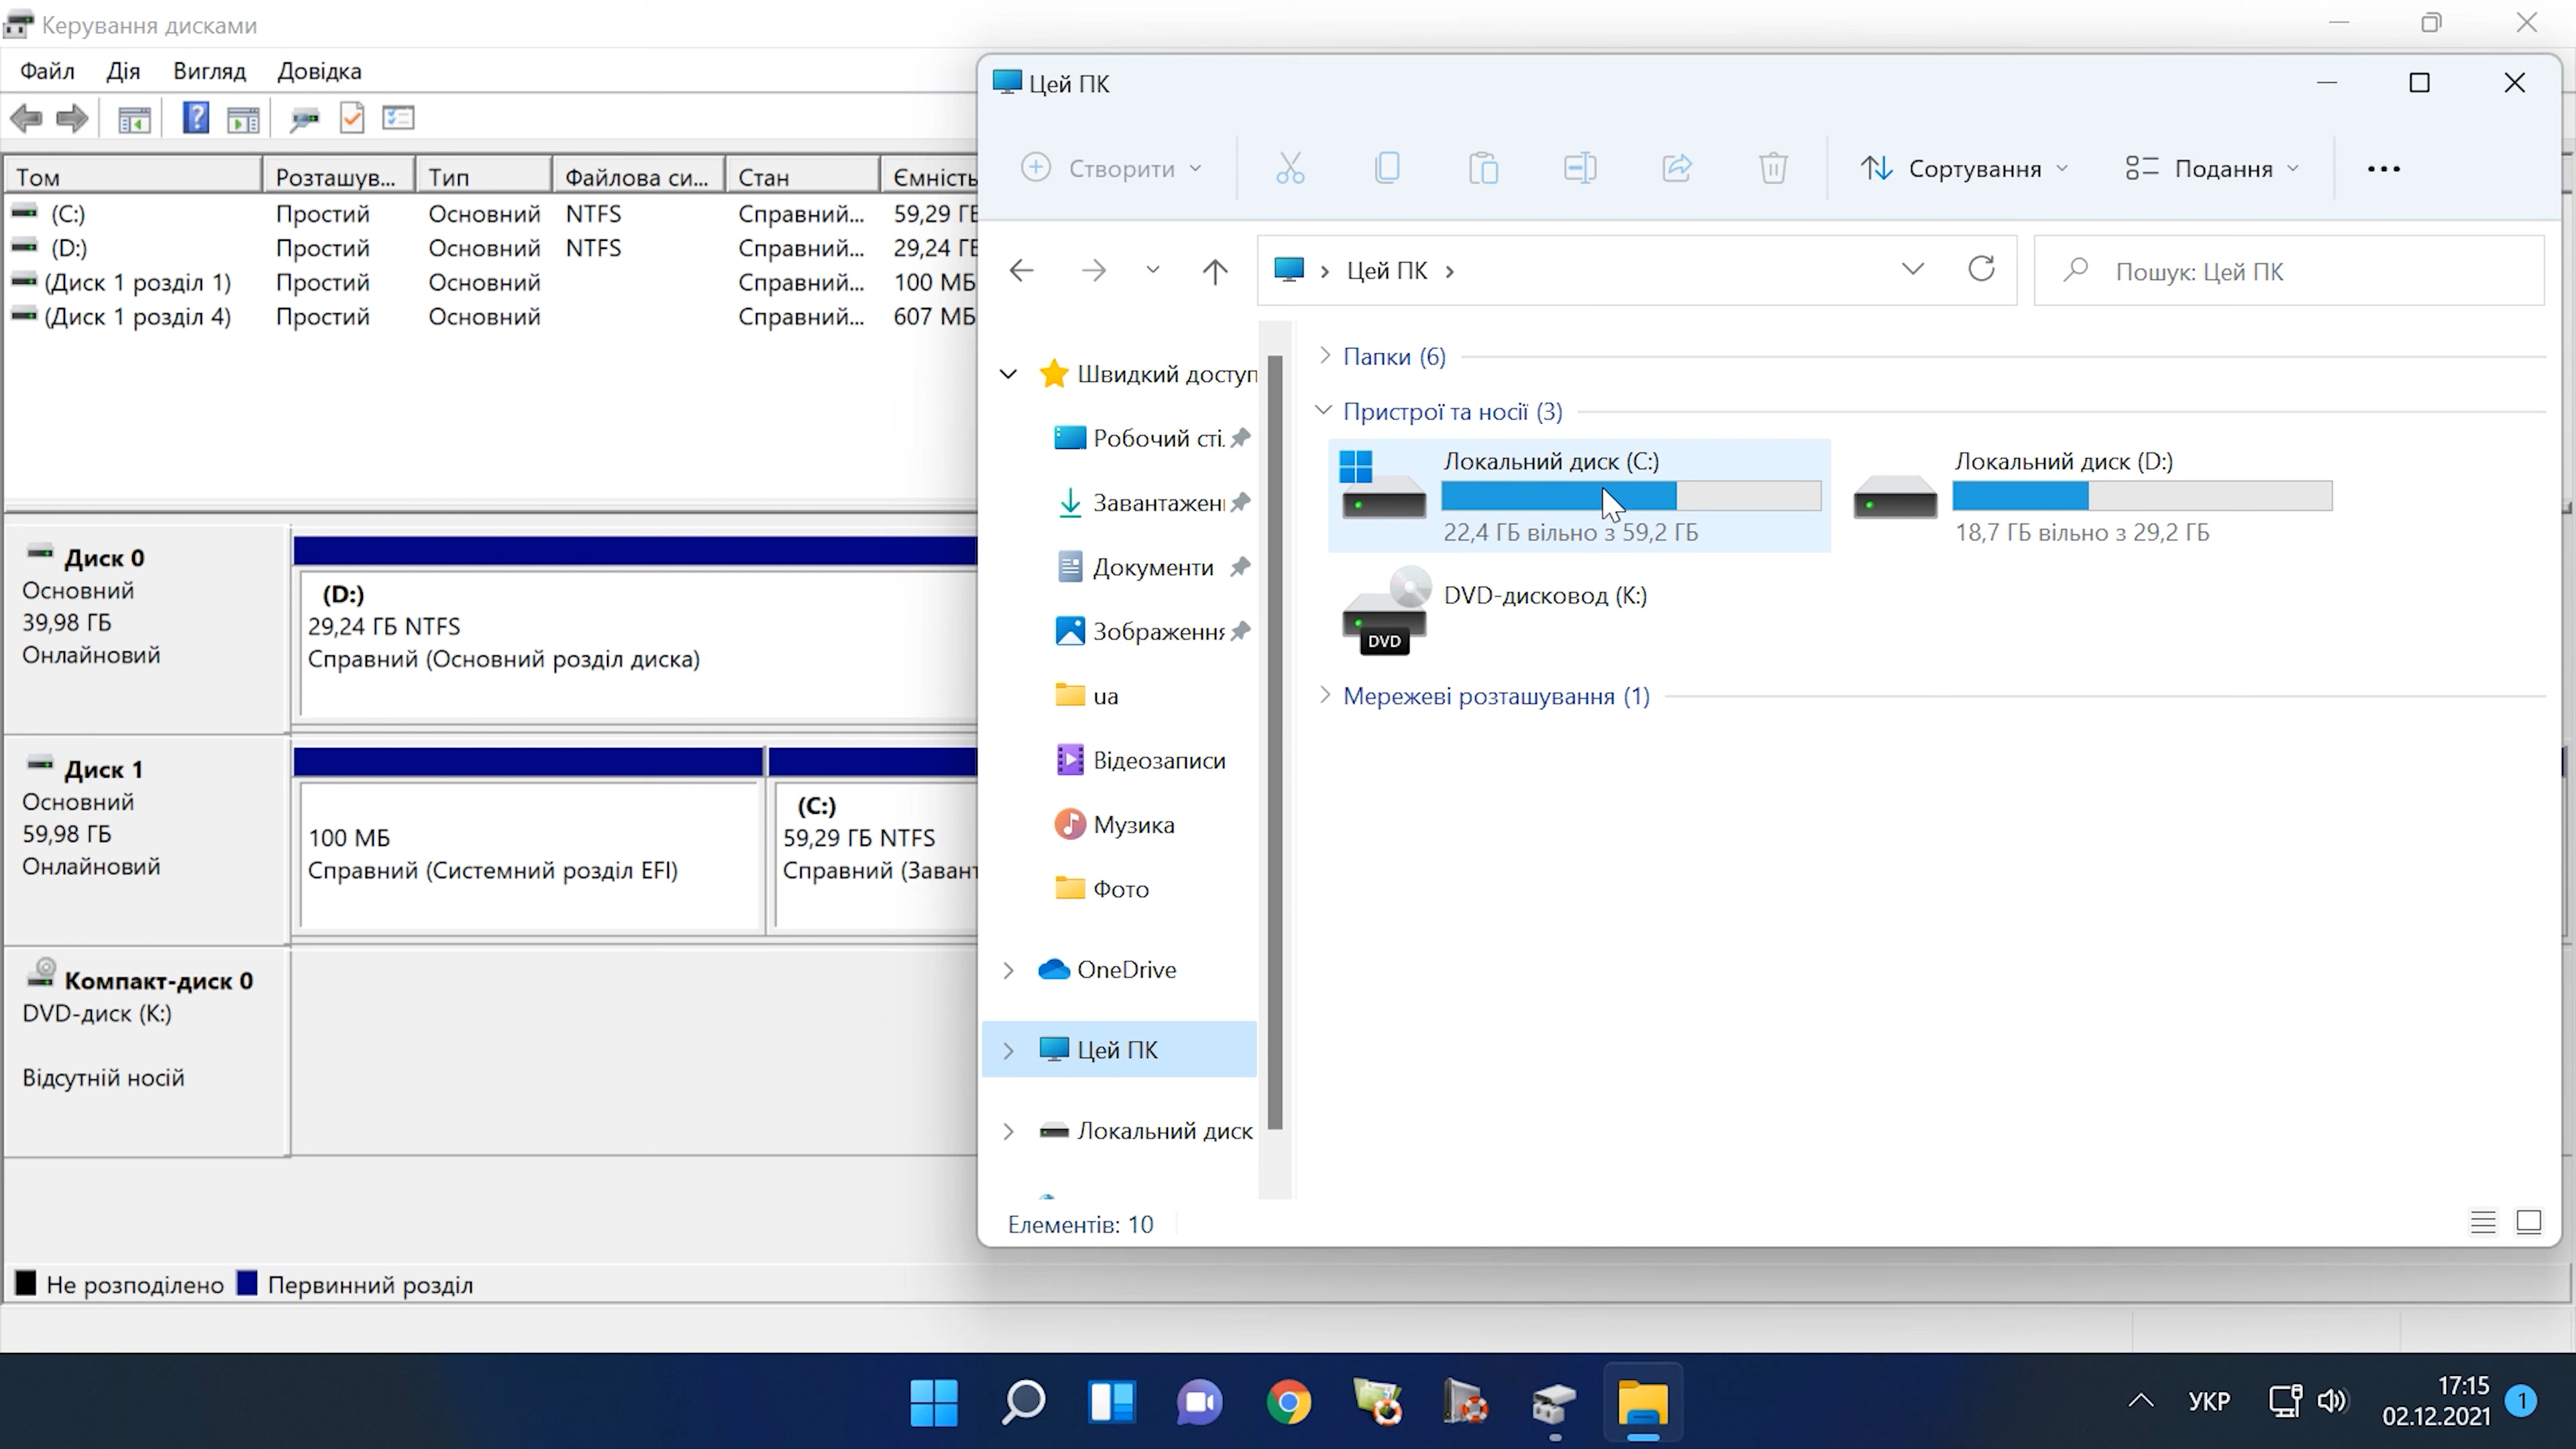 Керування дисками
Файл Дія Вигляд Довідка
Том Розташув... Тип Файлова си... Стан Ємність
(C:) Простий Основний NTFS Справний... 59,29 ГБ
(D:) Простий Основний NTFS Справний... 29,24 ГБ
(Диск 1 розділ 1) Простий Основний Справний... 100 МБ
(Диск 1 розділ 4) Простий Основний Справний... 607 МБ
Диск 0
Основний
39,98 ГБ
Онлайновий
(D:)
29,24 ГБ NTFS
Справний (Основний розділ диска)
Диск 1
Основний
59,98 ГБ
Онлайновий
100 МБ
Справний (Системний розділ EFI)
(C:)
59,29 ГБ NTFS
Справний (Завант
Компакт-диск 0
DVD-диск (K:)
Відсутній носій
Не розподілено Первинний розділ
Цей ПК
Створити Сортування Подання
Цей ПК
Пошук: Цей ПК
Швидкий доступ
Робочий сті.
Завантажен
Документи
Зображення
ua
Відеозаписи
Музика
Фото
OneDrive
Цей ПК
Локальний диск
Папки (6)
Пристрої та носії (3)
Локальний диск (C:)
22,4 ГБ вільно з 59,2 ГБ
Локальний диск (D:)
18,7 ГБ вільно з 29,2 ГБ
DVD-дисковод (K:)
DVD
Мережеві розташування (1)
Елементів: 10
УКР
17:15
02.12.2021
1